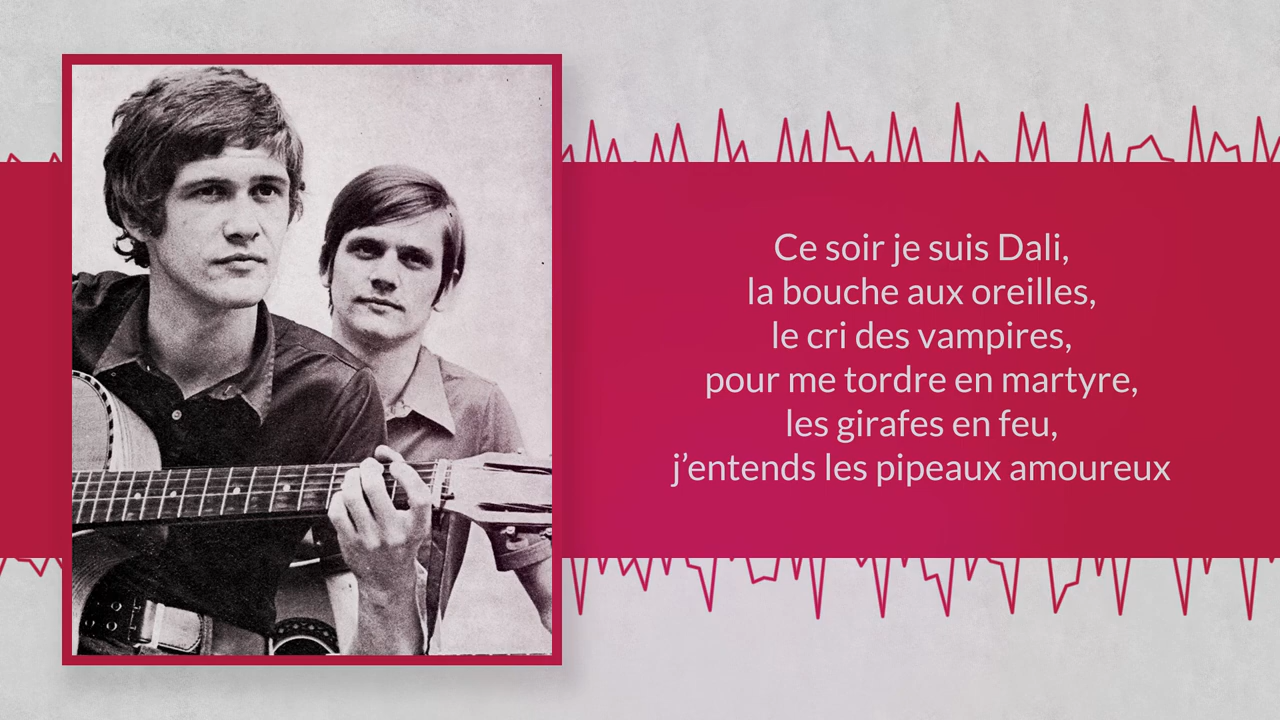 Ce soir je suis Dali,
la bouche aux oreilles,
le cri des vampires,
pour me tordre en martyre,
les girafes en feu,
j’entends les pipeaux amoureux